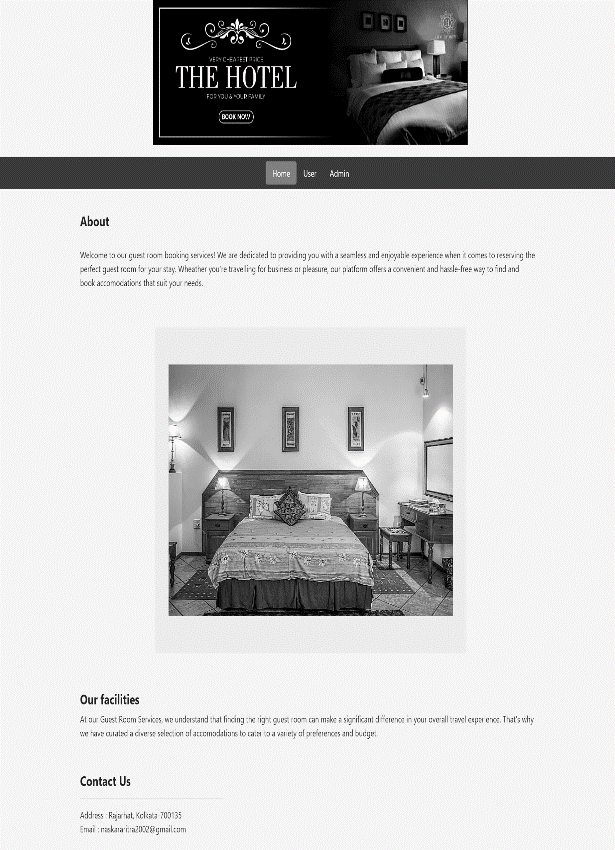 VERY CHEAPEST PRICE
THE HOTEL
FOR YOU & YOUR FAMILY
BOOK NOW
Home User Admin
About
Welcome to our guest room booking services! We are dedicated to providing you with a seamless and enjoyable experience when it comes to reserving the
perfect guest room for your stay. Wheather you're travelling for business or pleasure, our platform offers a convenient and hassle-free way to find and
book accomodations that suit your needs.
Our facilities
At our Guest Room Services, we understand that finding the right guest room can make a significant difference in your overall travel experience. That's why
we have curated a diverse selection of accomodations to cater to a variety of preferences and budget.
Contact Us
Address : Rajarhat, Kolkata-700135
Email : naskararitra2002@gmail.com